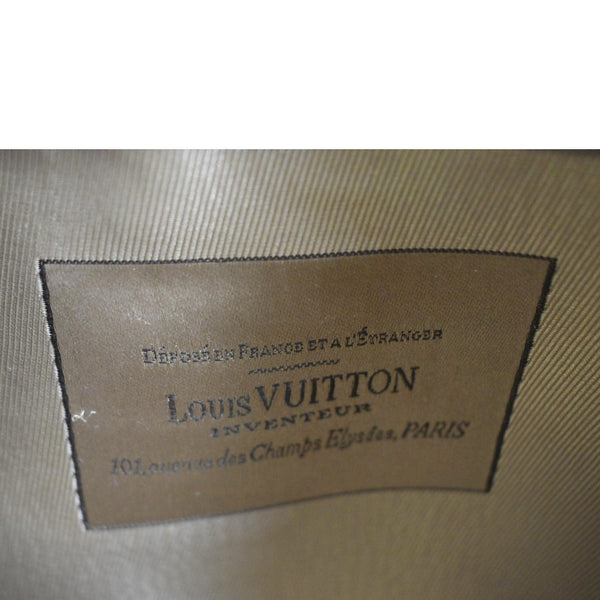 DÉPOSÉ EN FRANCE ET A L'ÉTRANGER
LOUIS VUITTON
INVENTEUR
101.avenue des Champs Elysées, PARIS